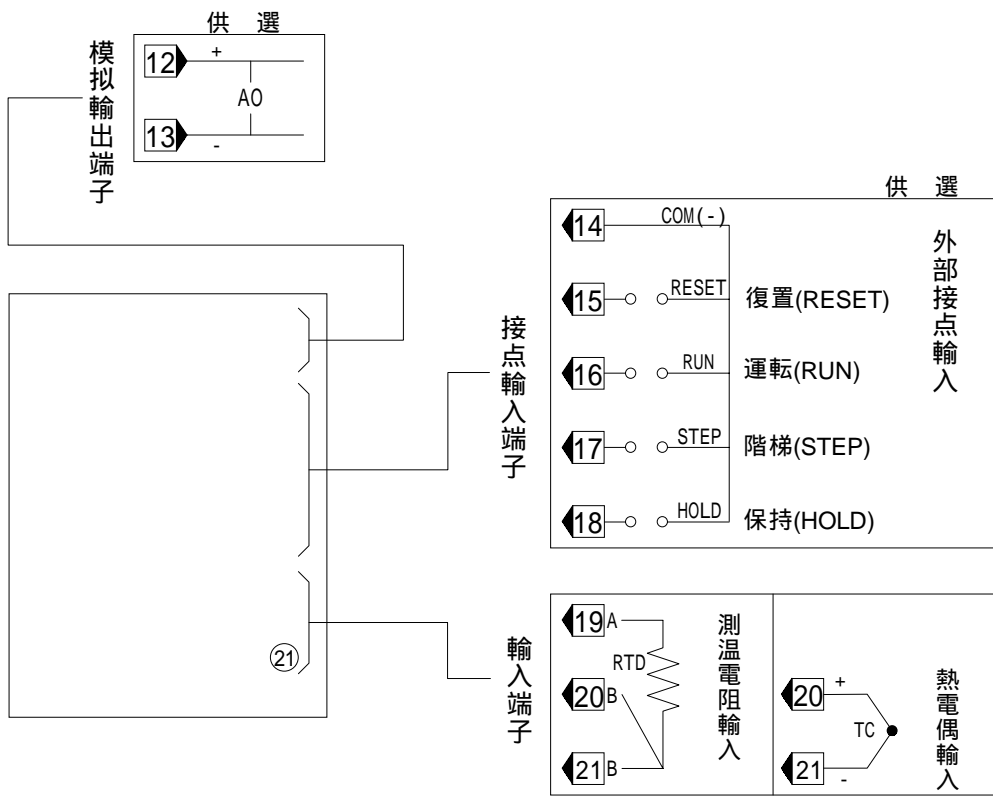 供 選
模拟輸出端子
12 +
AO
13 -
供 選
14 COM(-)
外部接点輸入
15 RESET 復置(RESET)
16 RUN 運転(RUN)
17 STEP 階梯(STEP)
18 HOLD 保持(HOLD)
接点輸入端子
21
輸入端子
19 A
RTD
20 B
21 B
測温電阻輸入
20 +
TC
21 -
熱電偶輸入